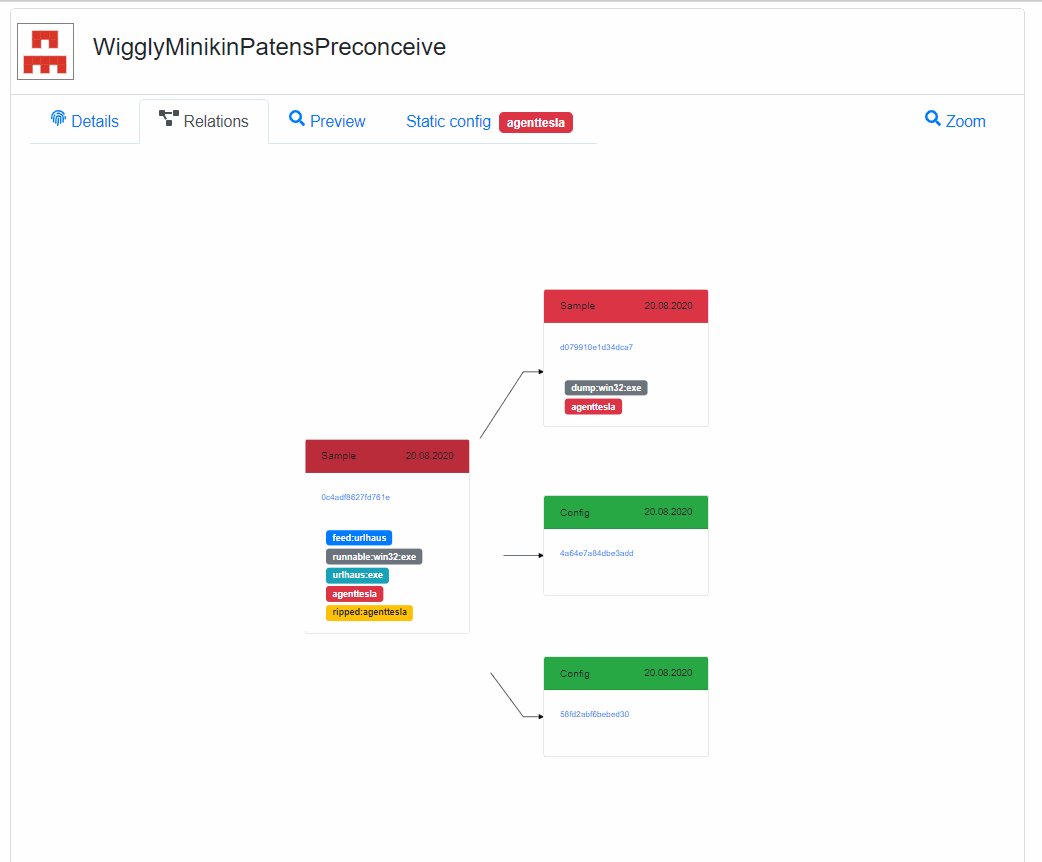 WigglyMinikinPatensPreconceive
Details Relations Preview Static config agenttesla Zoom
Sample 20.08.2020
d079910e1d34dca7
dump:win32:exe
agenttesla
Sample 20.08.2020
0c4adf8627fd761e
feed:urlhaus
runnable:win32:exe
urlhaus:exe
agenttesla
ripped:agenttesla
Config 20.08.2020
4a64e7a84dbe3add
Config 20.08.2020
58fd2abf6bebed30